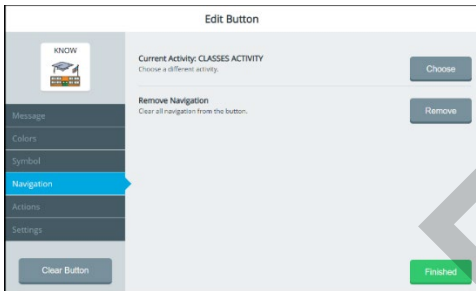 Edit Button
KNOW
Message
Colors
Symbol
Navigation
Actions
Settings
Clear Button
Current Activity: CLASSES ACTIVITY
Choose a different activity.
Choose
Remove Navigation
Clear all navigation from the button.
Remove
Finished